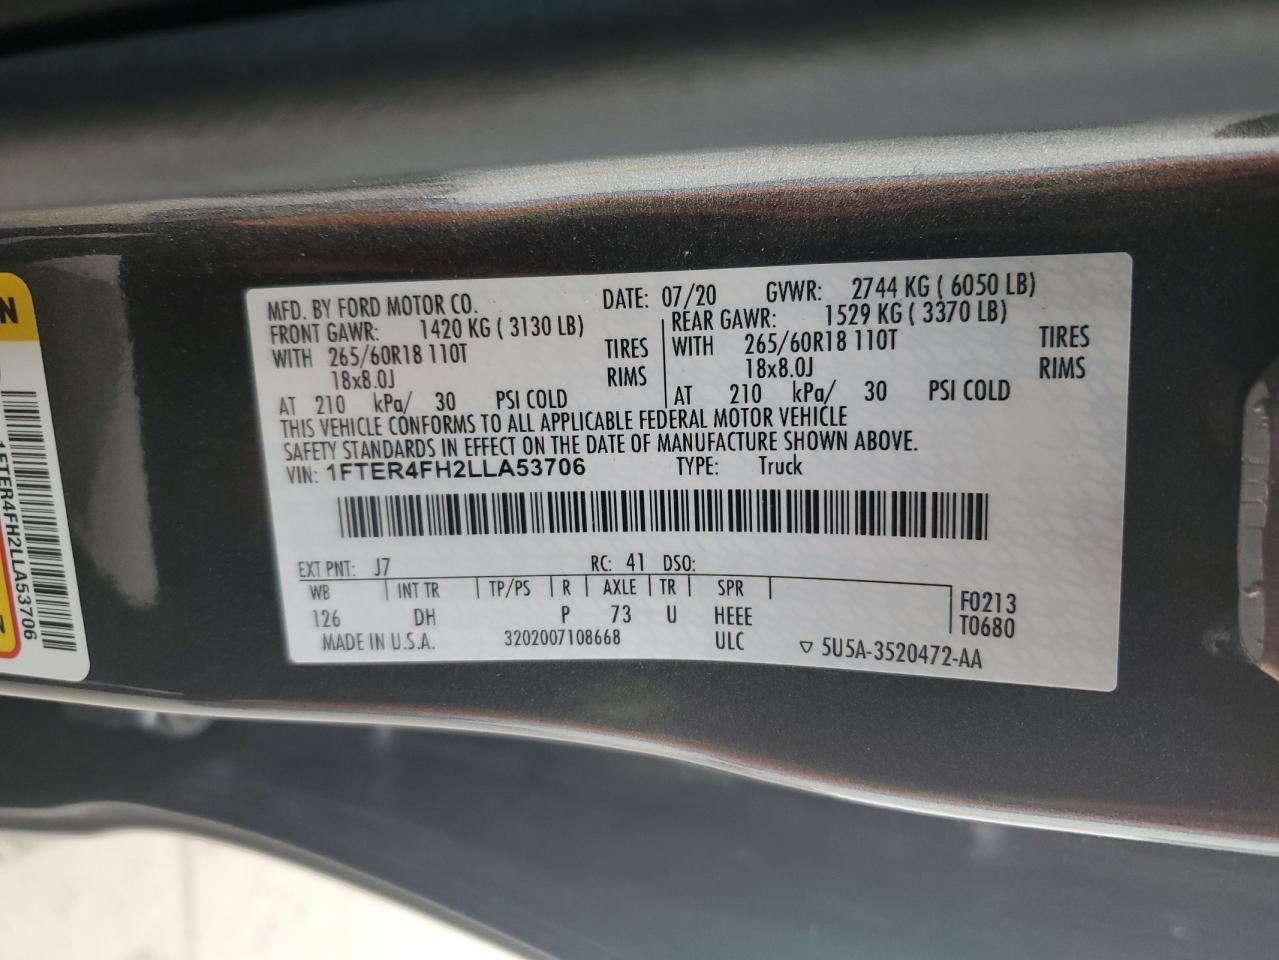 MFD. BY FORD MOTOR CO. DATE: 07/20 GVWR: 2744 KG ( 6050 LB)
FRONT GAWR: 1420 KG ( 3130 LB) REAR GAWR: 1529 KG ( 3370 LB)
WITH 265/60R18 110T TIRES WITH 265/60R18 110T TIRES
18x8.0J RIMS 18x8.0J RIMS
AT 210 kPa/ 30 PSI COLD AT 210 kPa/ 30 PSI COLD
THIS VEHICLE CONFORMS TO ALL APPLICABLE FEDERAL MOTOR VEHICLE
SAFETY STANDARDS IN EFFECT ON THE DATE OF MANUFACTURE SHOWN ABOVE.
VIN: 1FTER4FH2LLA53706 TYPE: Truck
EXT PNT: J7 RC: 41 DSO:
WB INT TR TP/PS R AXLE TR SPR
126 DH P 73 U HEEE
F0213
T0680
MADE IN U.S.A. 3202007108668 ULC ▽ 5U5A-3520472-AA
1FTER4FH2LLA53706